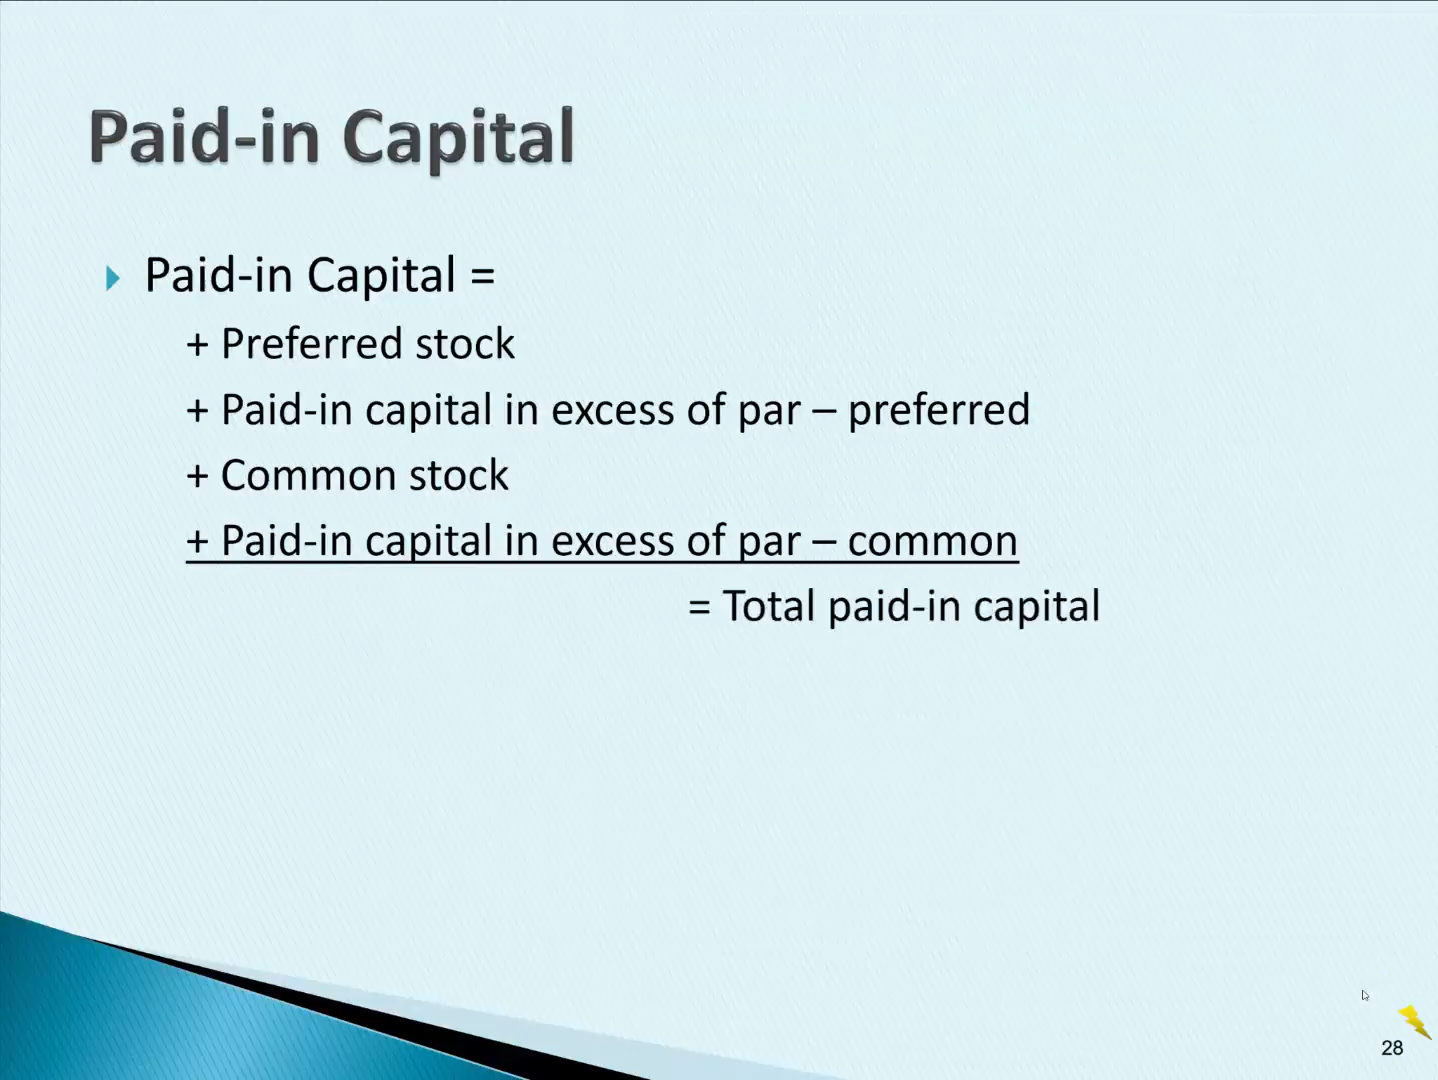 Paid-in Capital
Paid-in Capital =
+ Preferred stock
+ Paid-in capital in excess of par – preferred
+ Common stock
+ Paid-in capital in excess of par – common
= Total paid-in capital
28